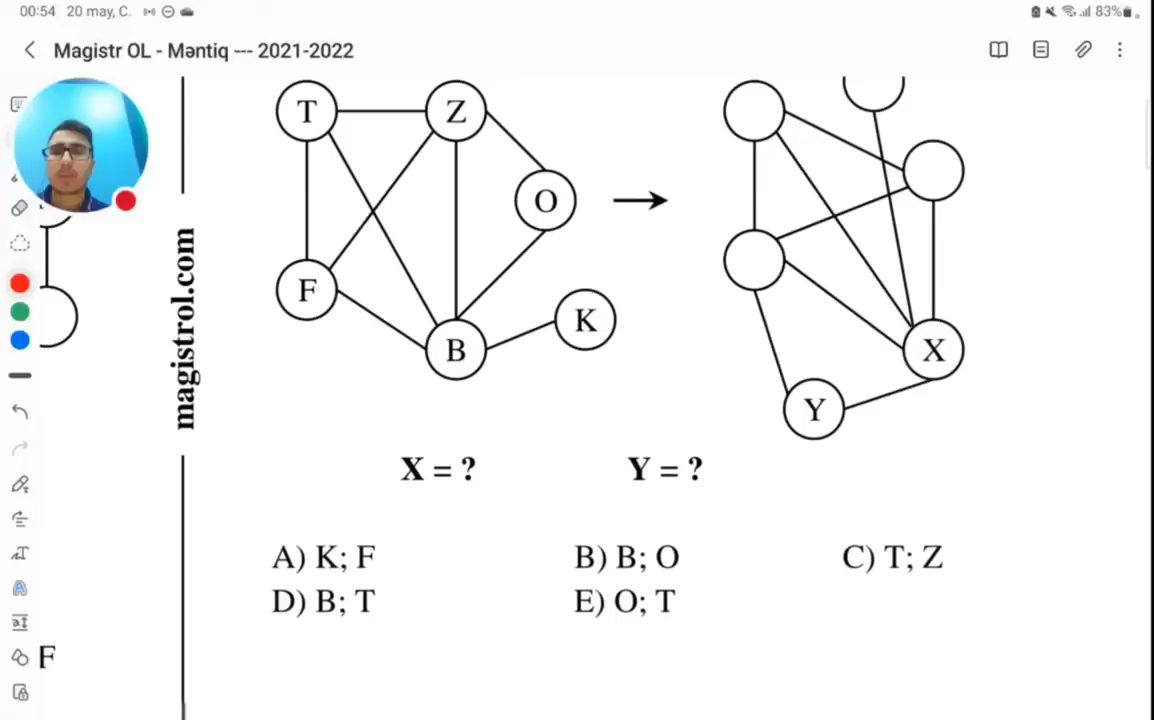 00:54 20 may, C. 83%
Magistr OL - Məntiq --- 2021-2022
magistrol.com
T
Z
O
F
K
B
X
Y
X = ?
Y = ?
A) K; F
B) B; O
C) T; Z
D) B; T
E) O; T
F